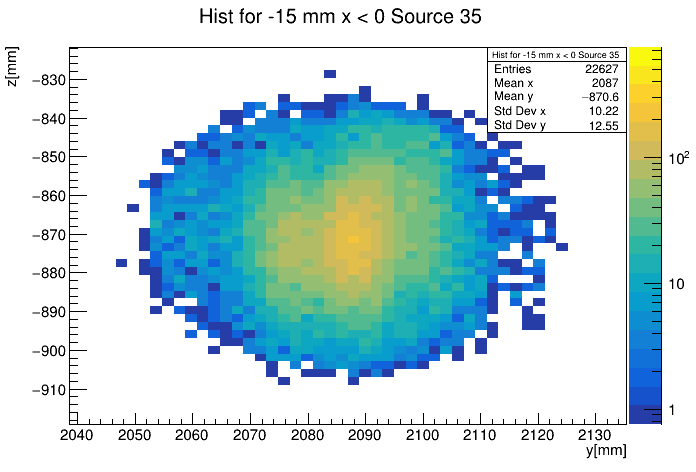 Hist for -15 mm x < 0 Source 35
z[mm]
Hist for -15 mm x < 0 Source 35
Entries 22627
Mean x 2087
Mean y −870.6
Std Dev x 10.22
Std Dev y 12.55
−830
−840
−850
−860
−870
−880
−890
−900
−910
10²
10
1
2040 2050 2060 2070 2080 2090 2100 2110 2120 2130
y[mm]